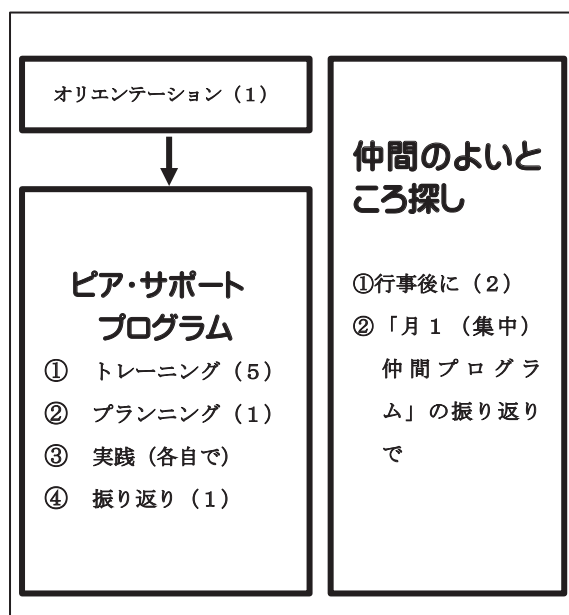 オリエンテーション（１）
ピア・サポート
プログラム
① トレーニング（５）
② プランニング（１）
③ 実践（各自で）
④ 振り返り（１）
仲間のよいと
ころ探し
①行事後に（２）
②「月１（集中）
仲間プログラ
ム」の振り返り
で